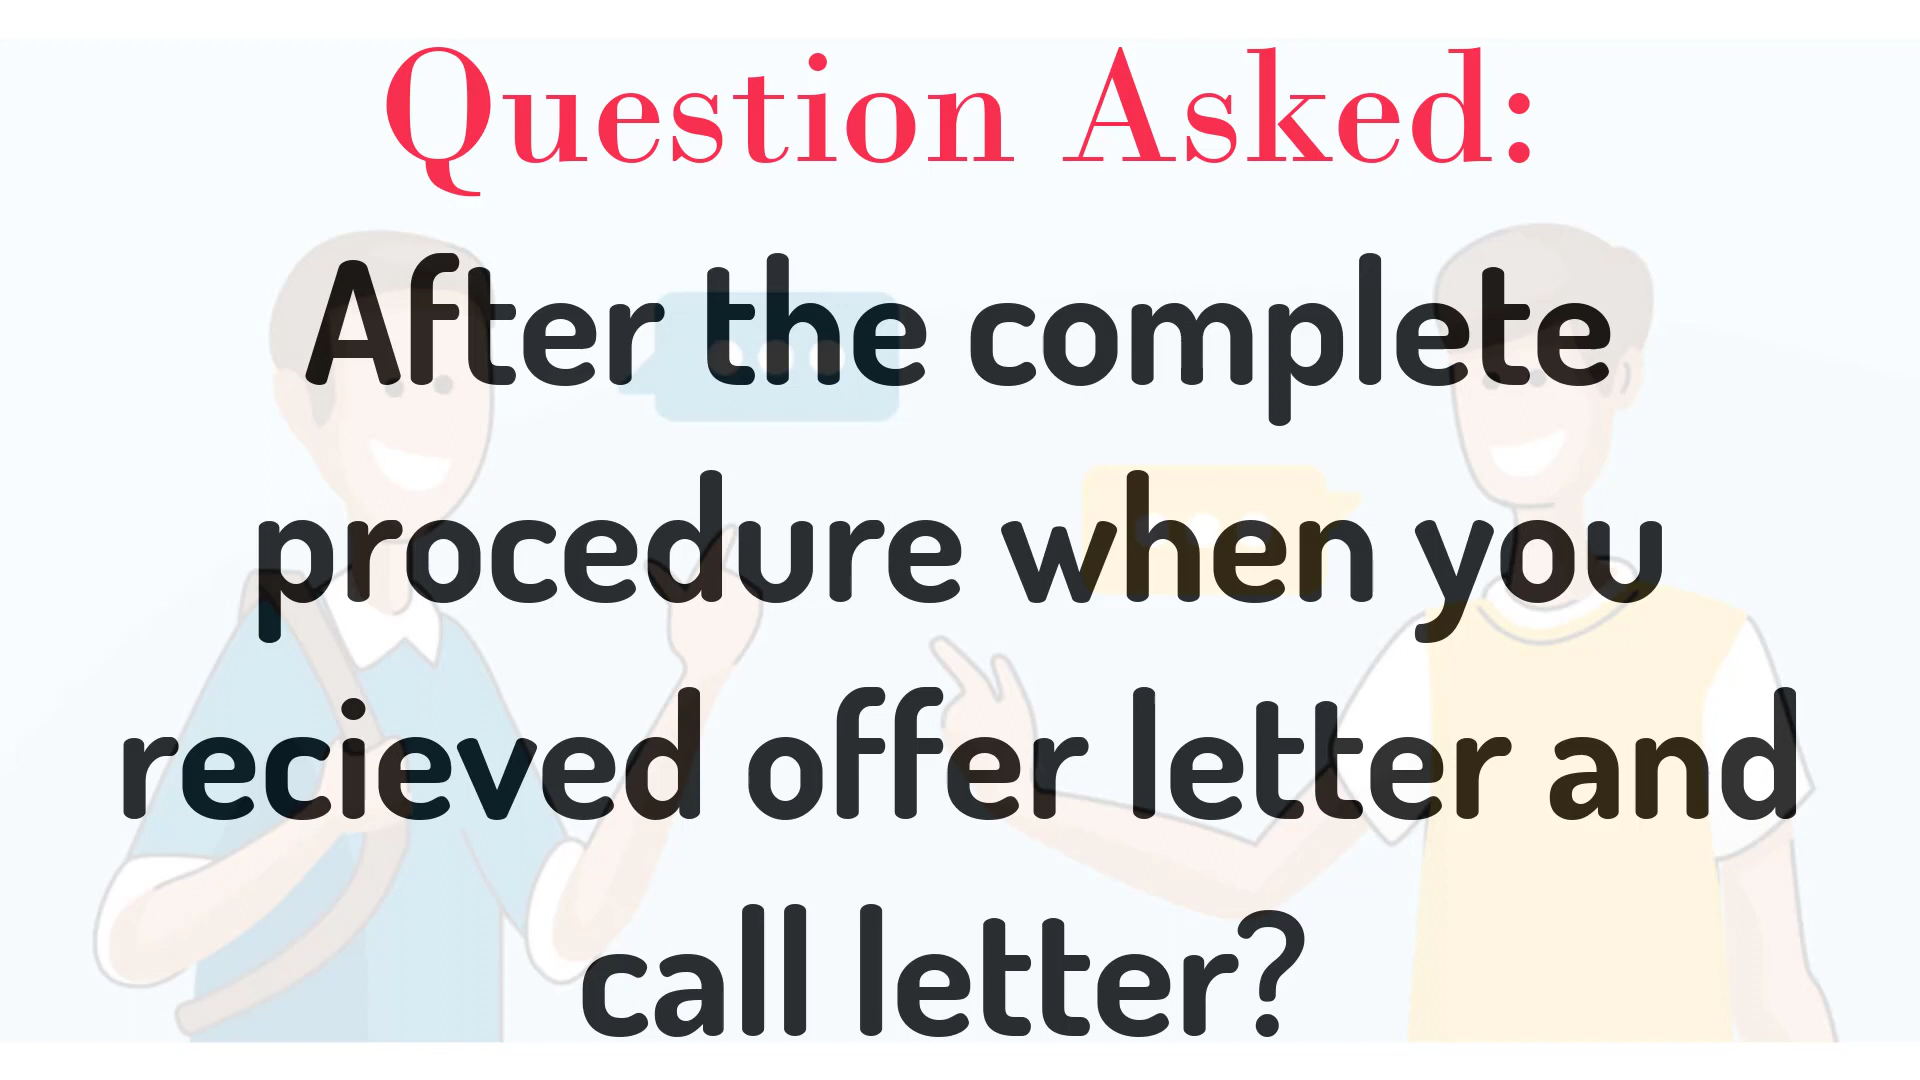 Question Asked:
After the complete
procedure when you
recieved offer letter and
call letter?